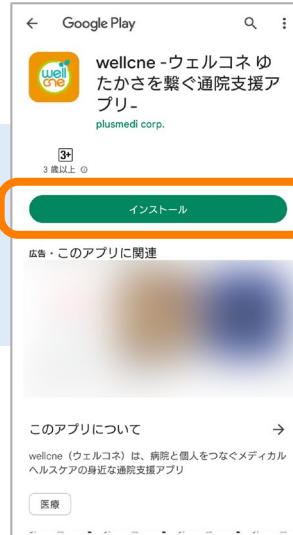 Google Play
well
cne
wellcne -ウェルコネ ゆ
たかさを繋ぐ通院支援ア
プリ-
plusmedi corp.
3+
3 歳以上
インストール
広告・このアプリに関連
このアプリについて
wellcne（ウェルコネ）は、病院と個人をつなぐメディカル
ヘルスケアの身近な通院支援アプリ
医療